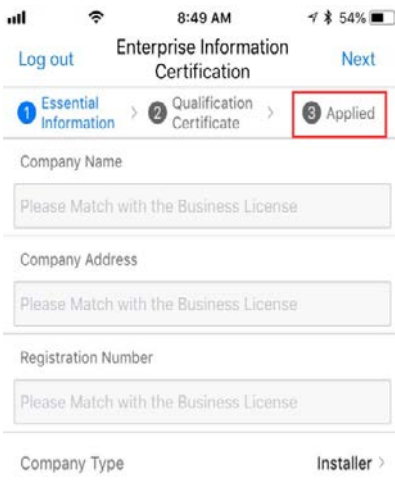 8:49 AM
54%
Log out
Enterprise Information
Certification
Next
1 Essential
Information
> 2 Qualification
Certificate
> 3 Applied
Company Name
Please Match with the Business License
Company Address
Please Match with the Business License
Registration Number
Please Match with the Business License
Company Type
Installer >